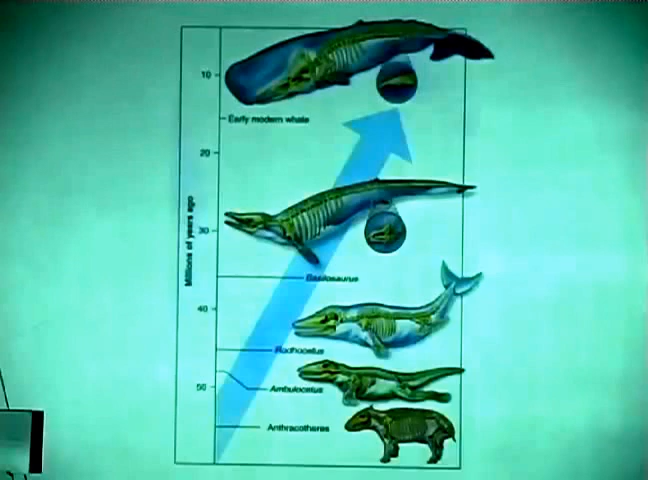 10
Early modern whale
20
Millions of years ago
30
Basilosaurus
40
Rodhocetus
50
Ambulocetus
Anthracotheres